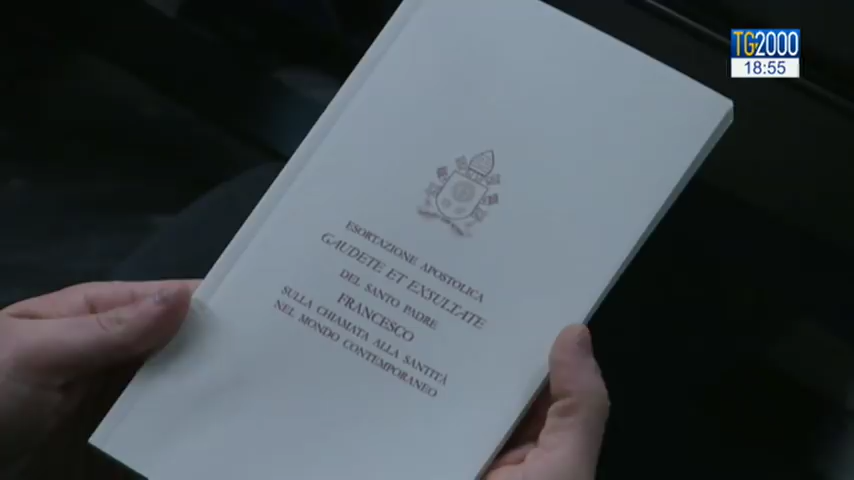 TG2000
18:55
ESORTAZIONE APOSTOLICA
GAUDETE ET EXSULTATE
DEL SANTO PADRE
FRANCESCO
SULLA CHIAMATA ALLA SANTITÀ
NEL MONDO CONTEMPORANEO